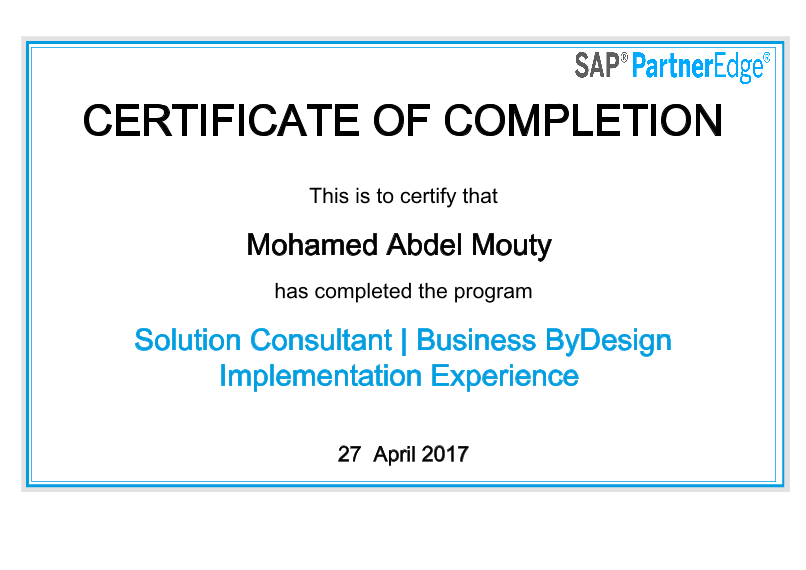 SAP® PartnerEdge®
CERTIFICATE OF COMPLETION
This is to certify that
Mohamed Abdel Mouty
has completed the program
Solution Consultant | Business ByDesign
Implementation Experience
27 April 2017